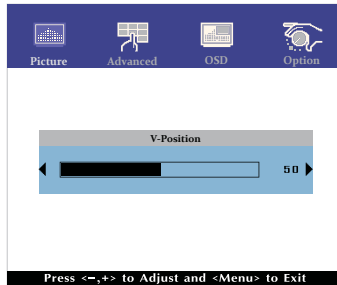 Picture Advanced OSD Option
V-Position
50
Press <−,+> to Adjust and <Menu> to Exit